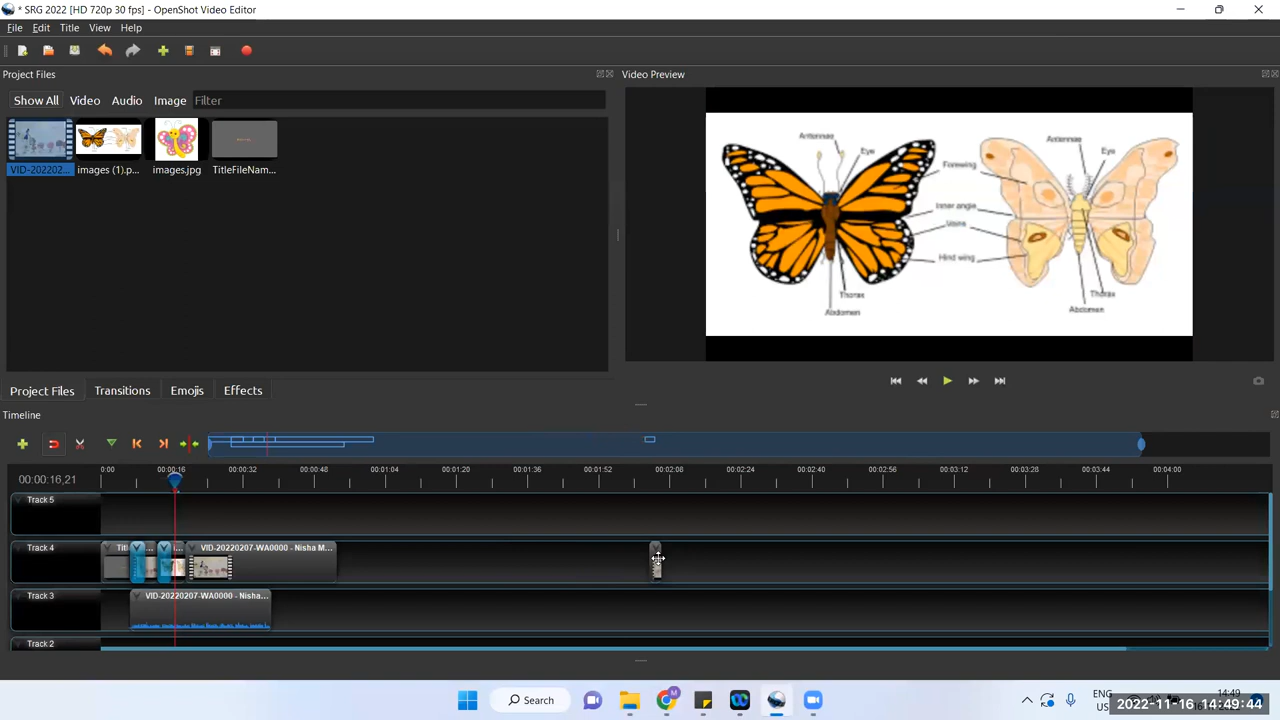 * SRG 2022 [HD 720p 30 fps] - OpenShot Video Editor
File Edit Title View Help
Project Files
Video Preview
Show All Video Audio Image Filter
VID-202202... images (1).p... images.jpg TitleFileNam...
Antennae
Eye
Forewing
Inner angle
Veins
Hind wing
Thorax
Abdomen
Antennae
Eye
Thorax
Abdomen
Project Files Transitions Emojis Effects
Timeline
00:00:16,21
0:00 00:00:16 00:00:32 00:00:48 00:01:04 00:01:20 00:01:36 00:01:52 00:02:08 00:02:24 00:02:40 00:02:56 00:03:12 00:03:28 00:03:44 00:04:00
Track 5
Track 4
VID-20220207-WA0000 - Nisha M...
Track 3
VID-20220207-WA0000 - Nisha...
Track 2
Search
ENG
US
14:49
2022-11-16 14:49:44